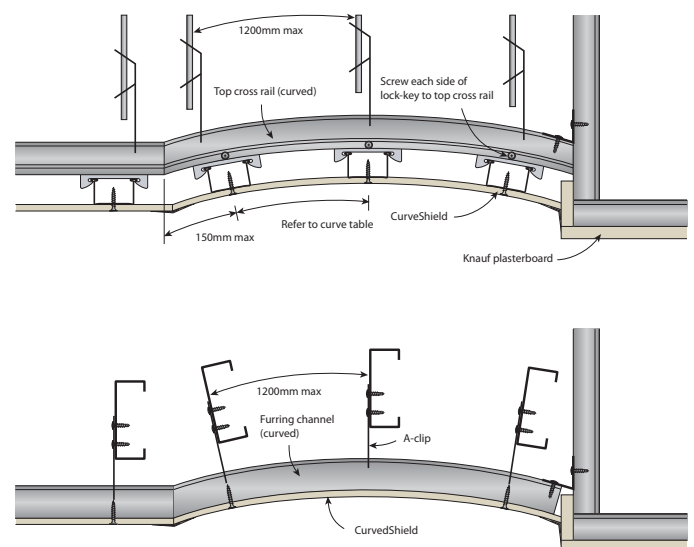 1200mm max
Top cross rail (curved)
Screw each side of
lock-key to top cross rail
CurveShield
Refer to curve table
150mm max
Knauf plasterboard
1200mm max
Furring channel
(curved)
A-clip
CurvedShield